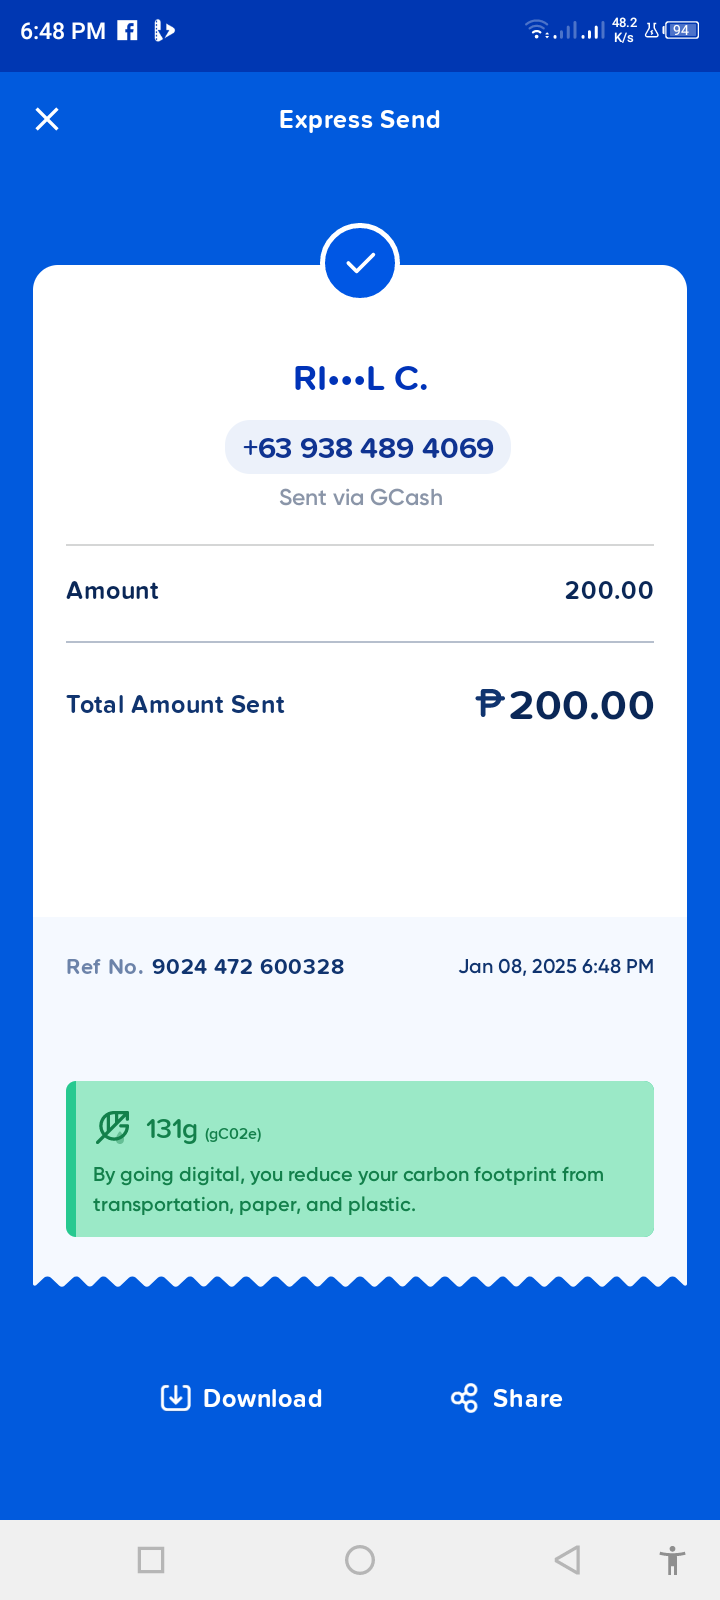 6:48 PM
48.2
K/s
94
Express Send
RI•••L C.
+63 938 489 4069
Sent via GCash
Amount 200.00
Total Amount Sent ₱200.00
Ref No. 9024 472 600328 Jan 08, 2025 6:48 PM
131g (gC02e)
By going digital, you reduce your carbon footprint from
transportation, paper, and plastic.
Download Share